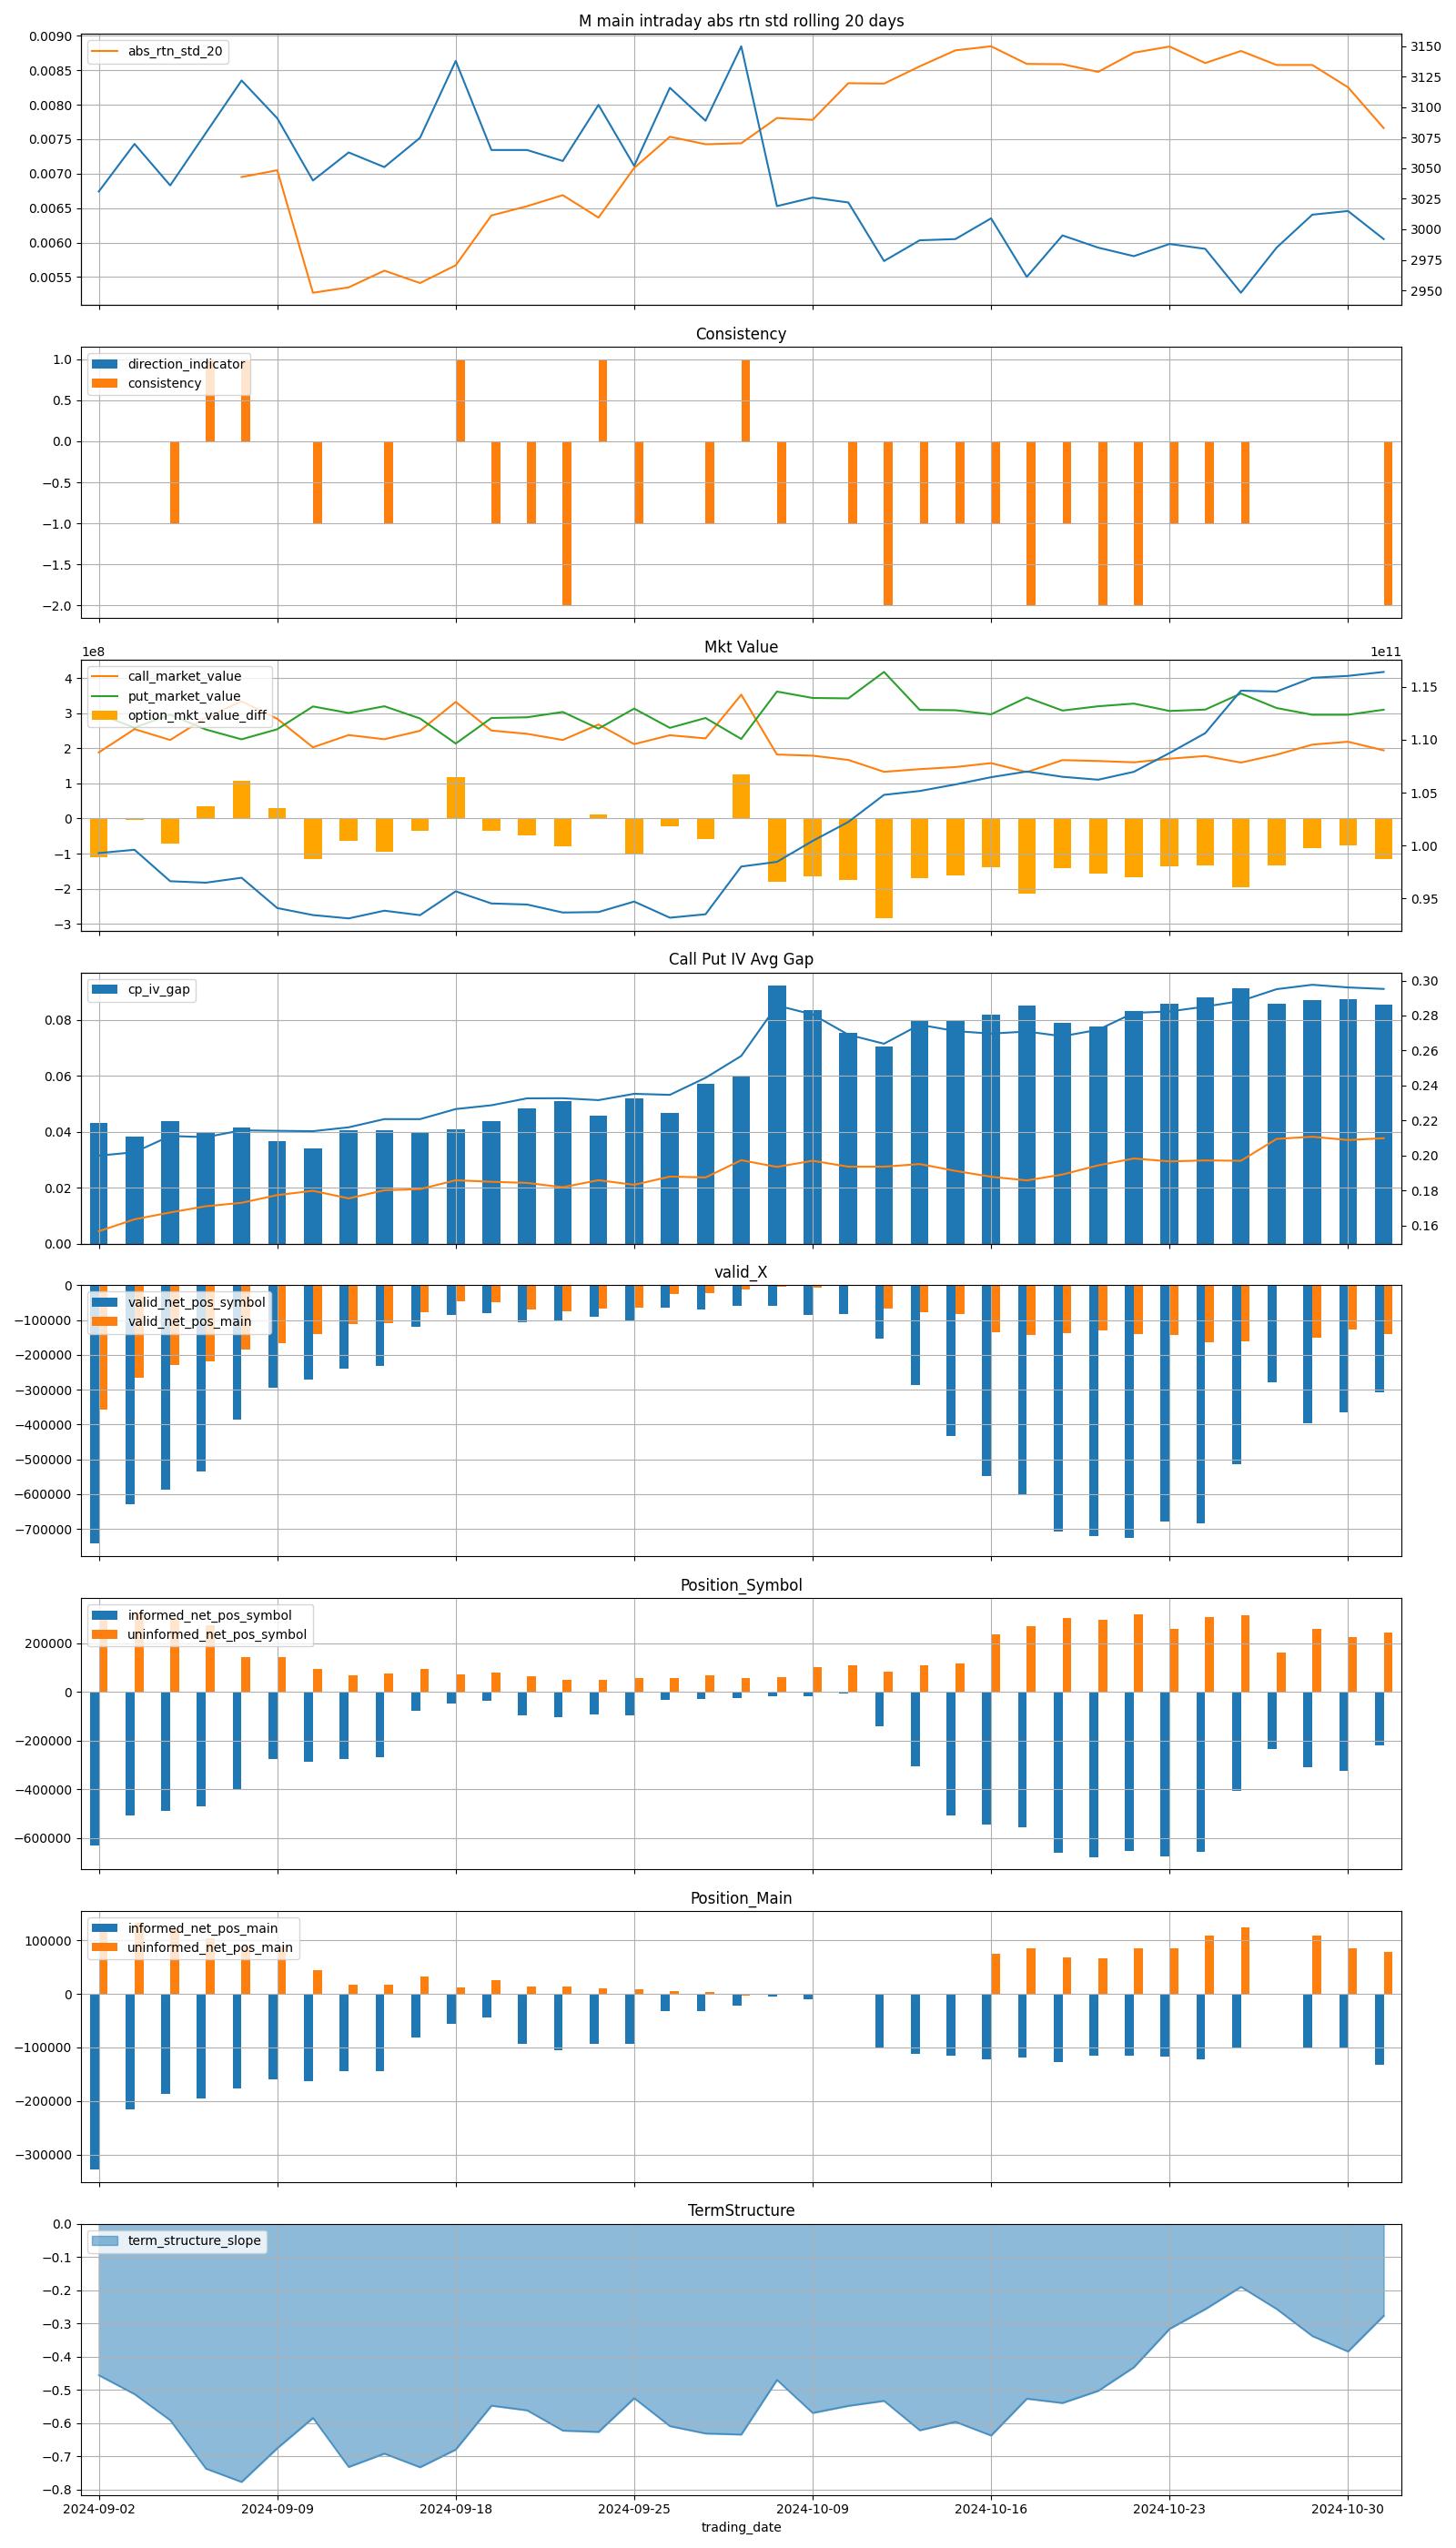 M main intraday abs rtn std rolling 20 days
abs_rtn_std_20
0.0090
0.0085
0.0080
0.0075
0.0070
0.0065
0.0060
0.0055
3150
3125
3100
3075
3050
3025
3000
2975
2950
Consistency
direction_indicator
consistency
1.0
0.5
0.0
−0.5
−1.0
−1.5
−2.0
Mkt Value
1e8
1e11
call_market_value
put_market_value
option_mkt_value_diff
4
3
2
1
0
−1
−2
−3
1.15
1.10
1.05
1.00
0.95
Call Put IV Avg Gap
cp_iv_gap
0.08
0.06
0.04
0.02
0.00
0.30
0.28
0.26
0.24
0.22
0.20
0.18
0.16
valid_X
valid_net_pos_symbol
valid_net_pos_main
0
−100000
−200000
−300000
−400000
−500000
−600000
−700000
Position_Symbol
informed_net_pos_symbol
uninformed_net_pos_symbol
200000
0
−200000
−400000
−600000
Position_Main
informed_net_pos_main
uninformed_net_pos_main
100000
0
−100000
−200000
−300000
TermStructure
term_structure_slope
0.0
−0.1
−0.2
−0.3
−0.4
−0.5
−0.6
−0.7
−0.8
2024-09-02 2024-09-09 2024-09-18 2024-09-25 2024-10-09 2024-10-16 2024-10-23 2024-10-30
trading_date